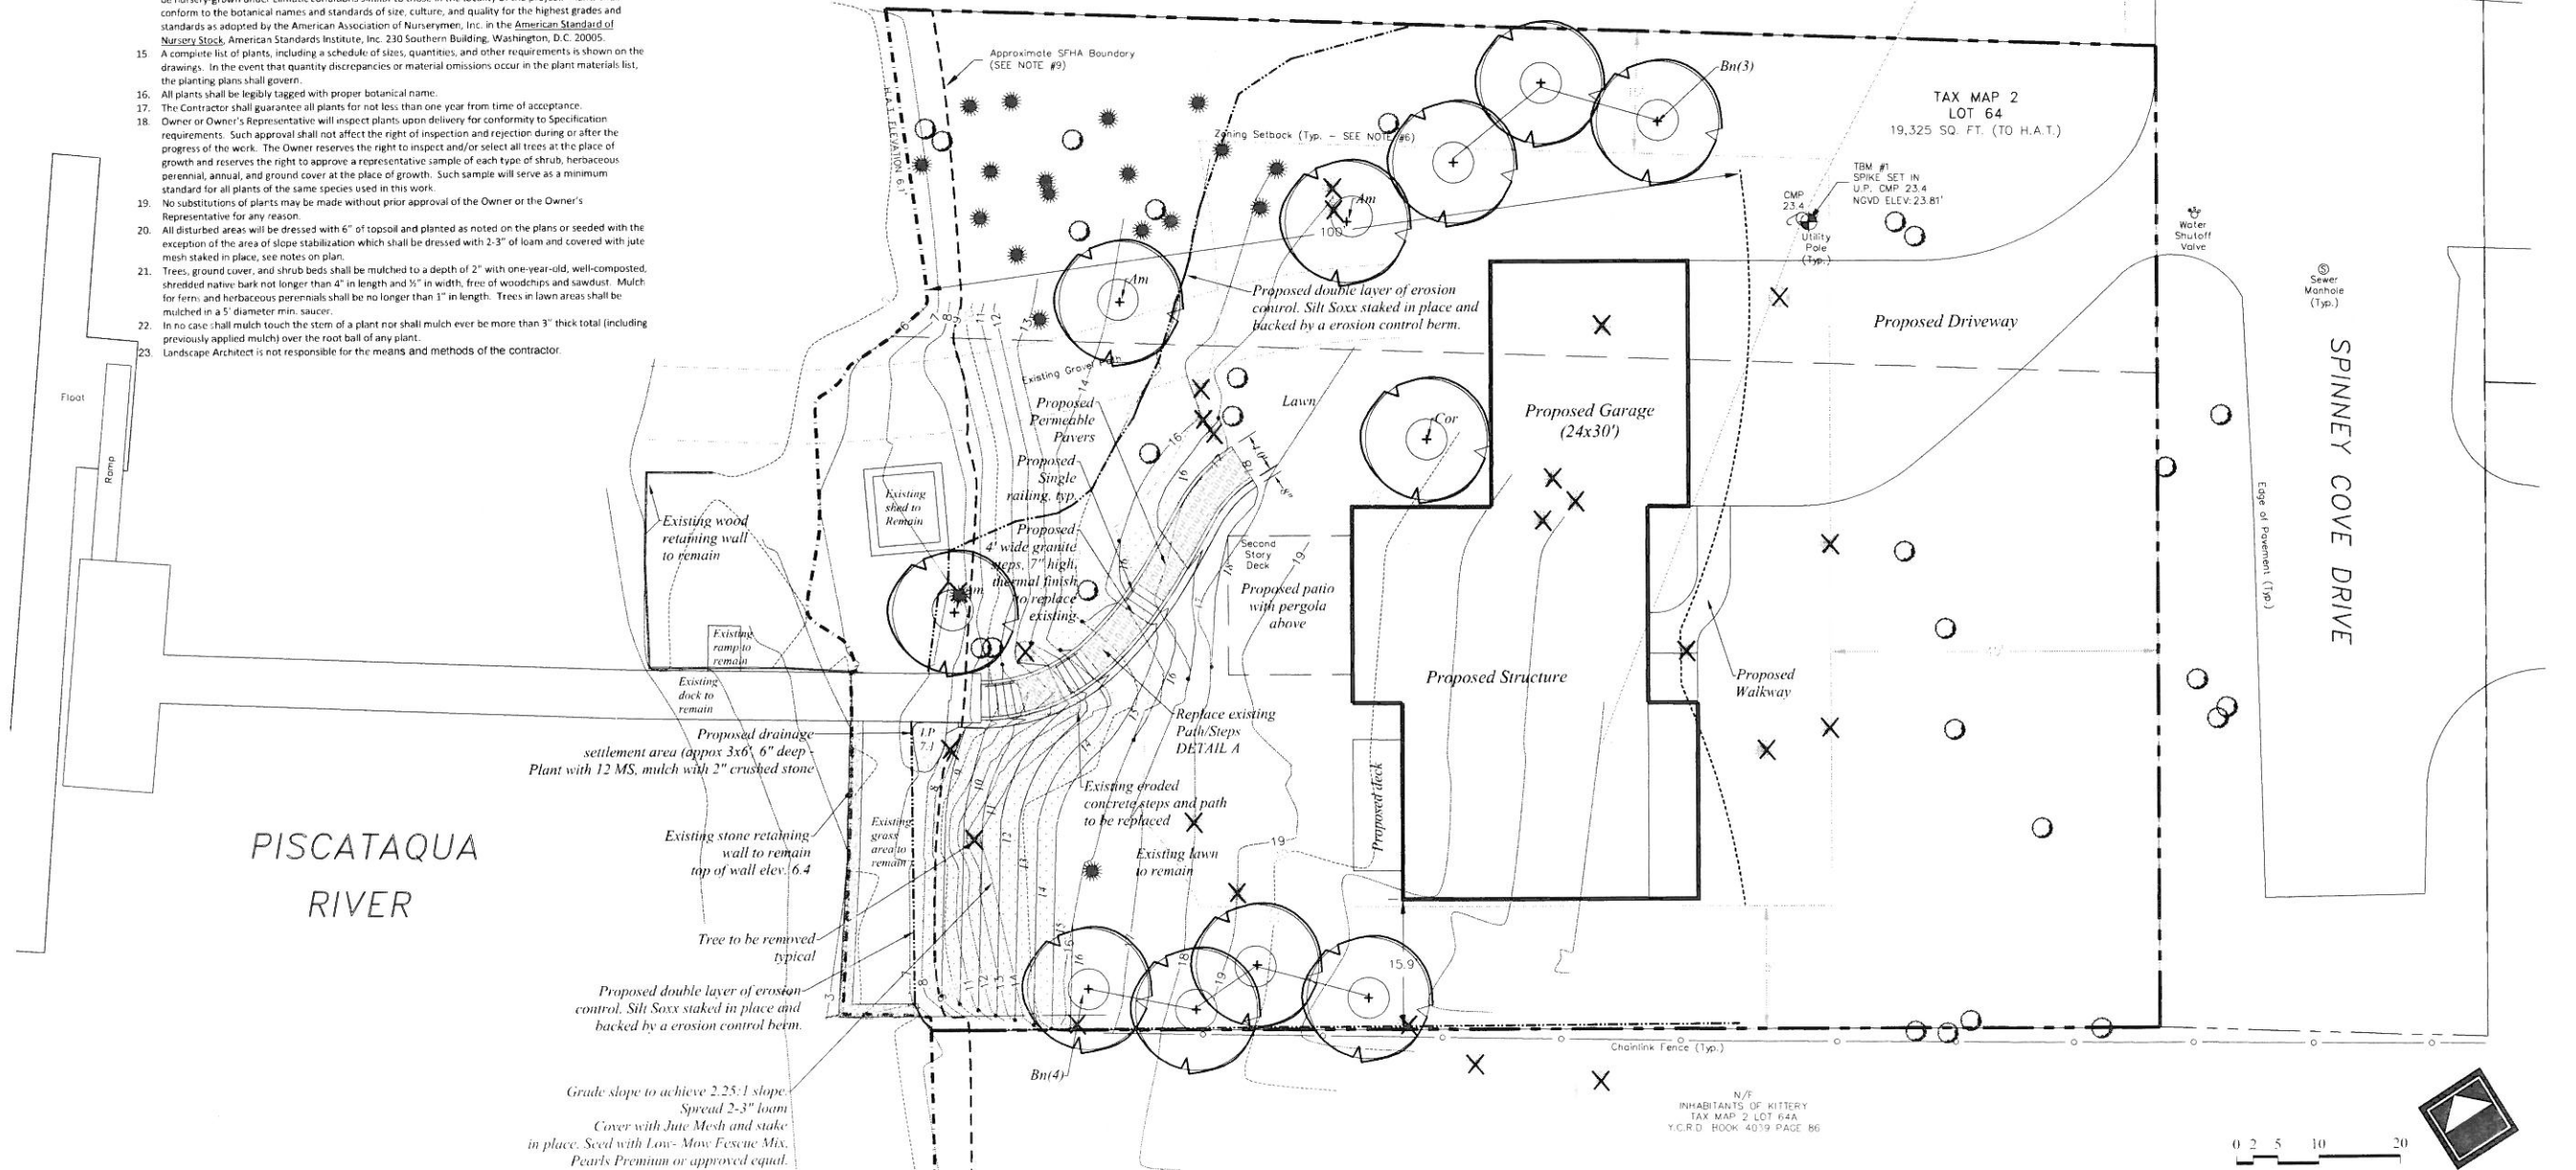 conform to the botanical names and standards of size, culture, and quality for the highest grades and
standards as adopted by the American Association of Nurserymen, Inc. in the American Standard of
Nursery Stock, American Standards Institute, Inc. 230 Southern Building, Washington, D.C. 20005.
15 A complete list of plants, including a schedule of sizes, quantities, and other requirements is shown on the
drawings. In the event that quantity discrepancies or material omissions occur in the plant materials list,
the planting plans shall govern.
16. All plants shall be legibly tagged with proper botanical name.
17. The Contractor shall guarantee all plants for not less than one year from time of acceptance.
18. Owner or Owner's Representative will inspect plants upon delivery for conformity to Specification
requirements. Such approval shall not affect the right of inspection and rejection during or after the
progress of the work. The Owner reserves the right to inspect and/or select all trees at the place of
growth and reserves the right to approve a representative sample of each type of shrub, herbaceous
perennial, annual, and ground cover at the place of growth. Such sample will serve as a minimum
standard for all plants of the same species used in this work.
19. No substitutions of plants may be made without prior approval of the Owner or the Owner's
Representative for any reason.
20. All disturbed areas will be dressed with 6" of topsoil and planted as noted on the plans or seeded with the
exception of the area of slope stabilization which shall be dressed with 2-3" of loam and covered with jute
mesh staked in place, see notes on plan.
21. Trees, ground cover, and shrub beds shall be mulched to a depth of 2" with one-year-old, well-composted,
shredded native bark not longer than 4" in length and ½" in width, free of woodchips and sawdust. Mulch
for ferns and herbaceous perennials shall be no longer than 1" in length. Trees in lawn areas shall be
mulched in a 5' diameter min. saucer.
22. In no case shall mulch touch the stem of a plant nor shall mulch ever be more than 3" thick total (including
previously applied mulch) over the root ball of any plant.
23. Landscape Architect is not responsible for the means and methods of the contractor.
Approximate SFHA Boundary
(SEE NOTE #9)
H.A.T. ELEVATION 6.1
Zoning Setback (Typ. - SEE NOTE #6)
Bn(3)
TAX MAP 2
LOT 64
19,325 SQ. FT. (TO H.A.T.)
TBM #1
SPIKE SET IN
U.P. CMP 23.4
NGVD ELEV: 23.81'
CMP
23.4
Utility
Pole
(Typ.)
Water
Shutoff
Valve
Sewer
Manhole
(Typ.)
Am
100'
Am
Proposed double layer of erosion
control. Silt Soxx staked in place and
backed by a erosion control berm.
Proposed Driveway
SPINNEY COVE DRIVE
Edge of Pavement (Typ.)
Float
Ramp
Existing Gravel Path
Proposed
Permeable
Pavers
Lawn
Cor
Proposed Garage
(24x30')
Proposed
Single
railing, typ.
Existing
shed to
Remain
Existing wood
retaining wall
to remain
Proposed
4' wide granite
steps, 7" high,
thermal finish
to replace
existing
Second
Story
Deck
Proposed patio
with pergola
above
Existing
ramp to
remain
Existing
dock to
remain
Proposed Structure
Proposed
Walkway
Replace existing
Path/Steps
DETAIL A
Proposed drainage
settlement area (appox 3x6', 6" deep -
Plant with 12 MS, mulch with 2" crushed stone
LP
7.1
Existing eroded
concrete steps and path
to be replaced
Proposed deck
PISCATAQUA
RIVER
Existing stone retaining
wall to remain
top of wall elev. 6.4
Existing
grass
area to
remain
Existing lawn
to remain
Tree to be removed
typical
15.9'
Proposed double layer of erosion
control. Silt Soxx staked in place and
backed by a erosion control berm.
Bn(4)
Chainlink Fence (Typ.)
Grade slope to achieve 2.25:1 slope.
Spread 2-3" loam
Cover with Jute Mesh and stake
in place. Seed with Low- Mow Fescue Mix,
Pearls Premium or approved equal.
N/F
INHABITANTS OF KITTERY
TAX MAP 2 LOT 64A
Y.C.R.D. BOOK 4039 PAGE 86
0 2 5 10 20